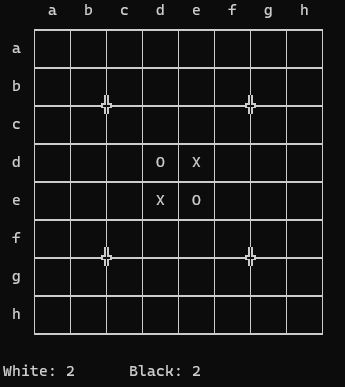 a b c d e f g h
a
b
c
d O X
e X O
f
g
h
White: 2 Black: 2